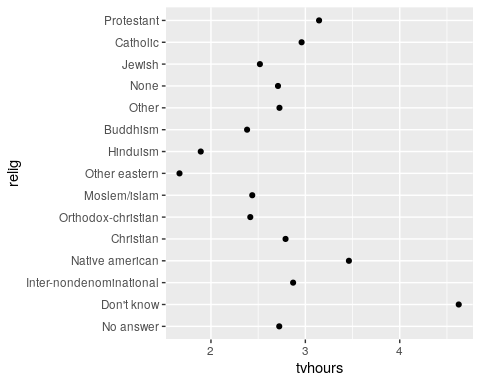 Protestant
Catholic
Jewish
None
Other
Buddhism
Hinduism
Other eastern
Moslem/islam
Orthodox-christian
Christian
Native american
Inter-nondenominational
Don't know
No answer
relig
2 3 4
tvhours